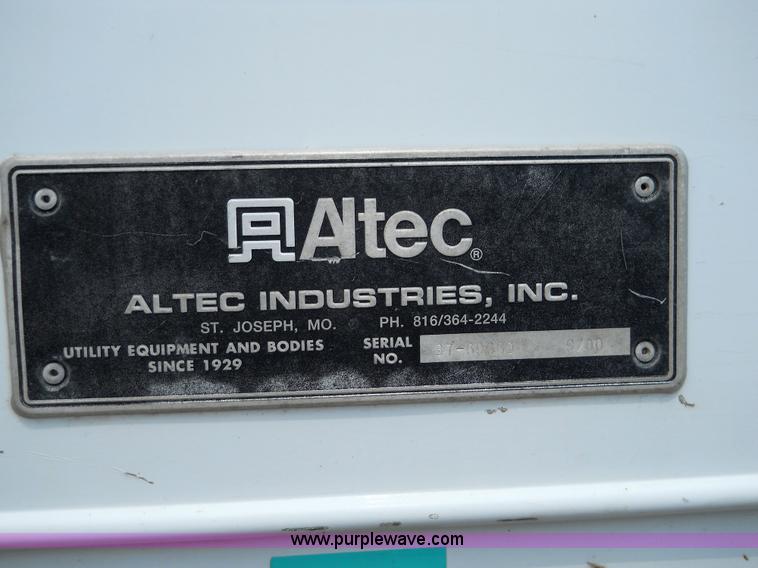 Altec®
ALTEC INDUSTRIES, INC.
ST. JOSEPH, MO. PH. 816/364-2244
UTILITY EQUIPMENT AND BODIES
SINCE 1929
SERIAL
NO.
www.purplewave.com